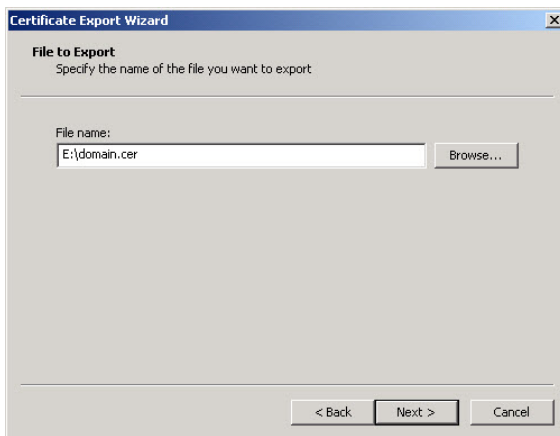 Certificate Export Wizard
File to Export
Specify the name of the file you want to export
File name:
E:\domain.cer
Browse...
< Back
Next >
Cancel